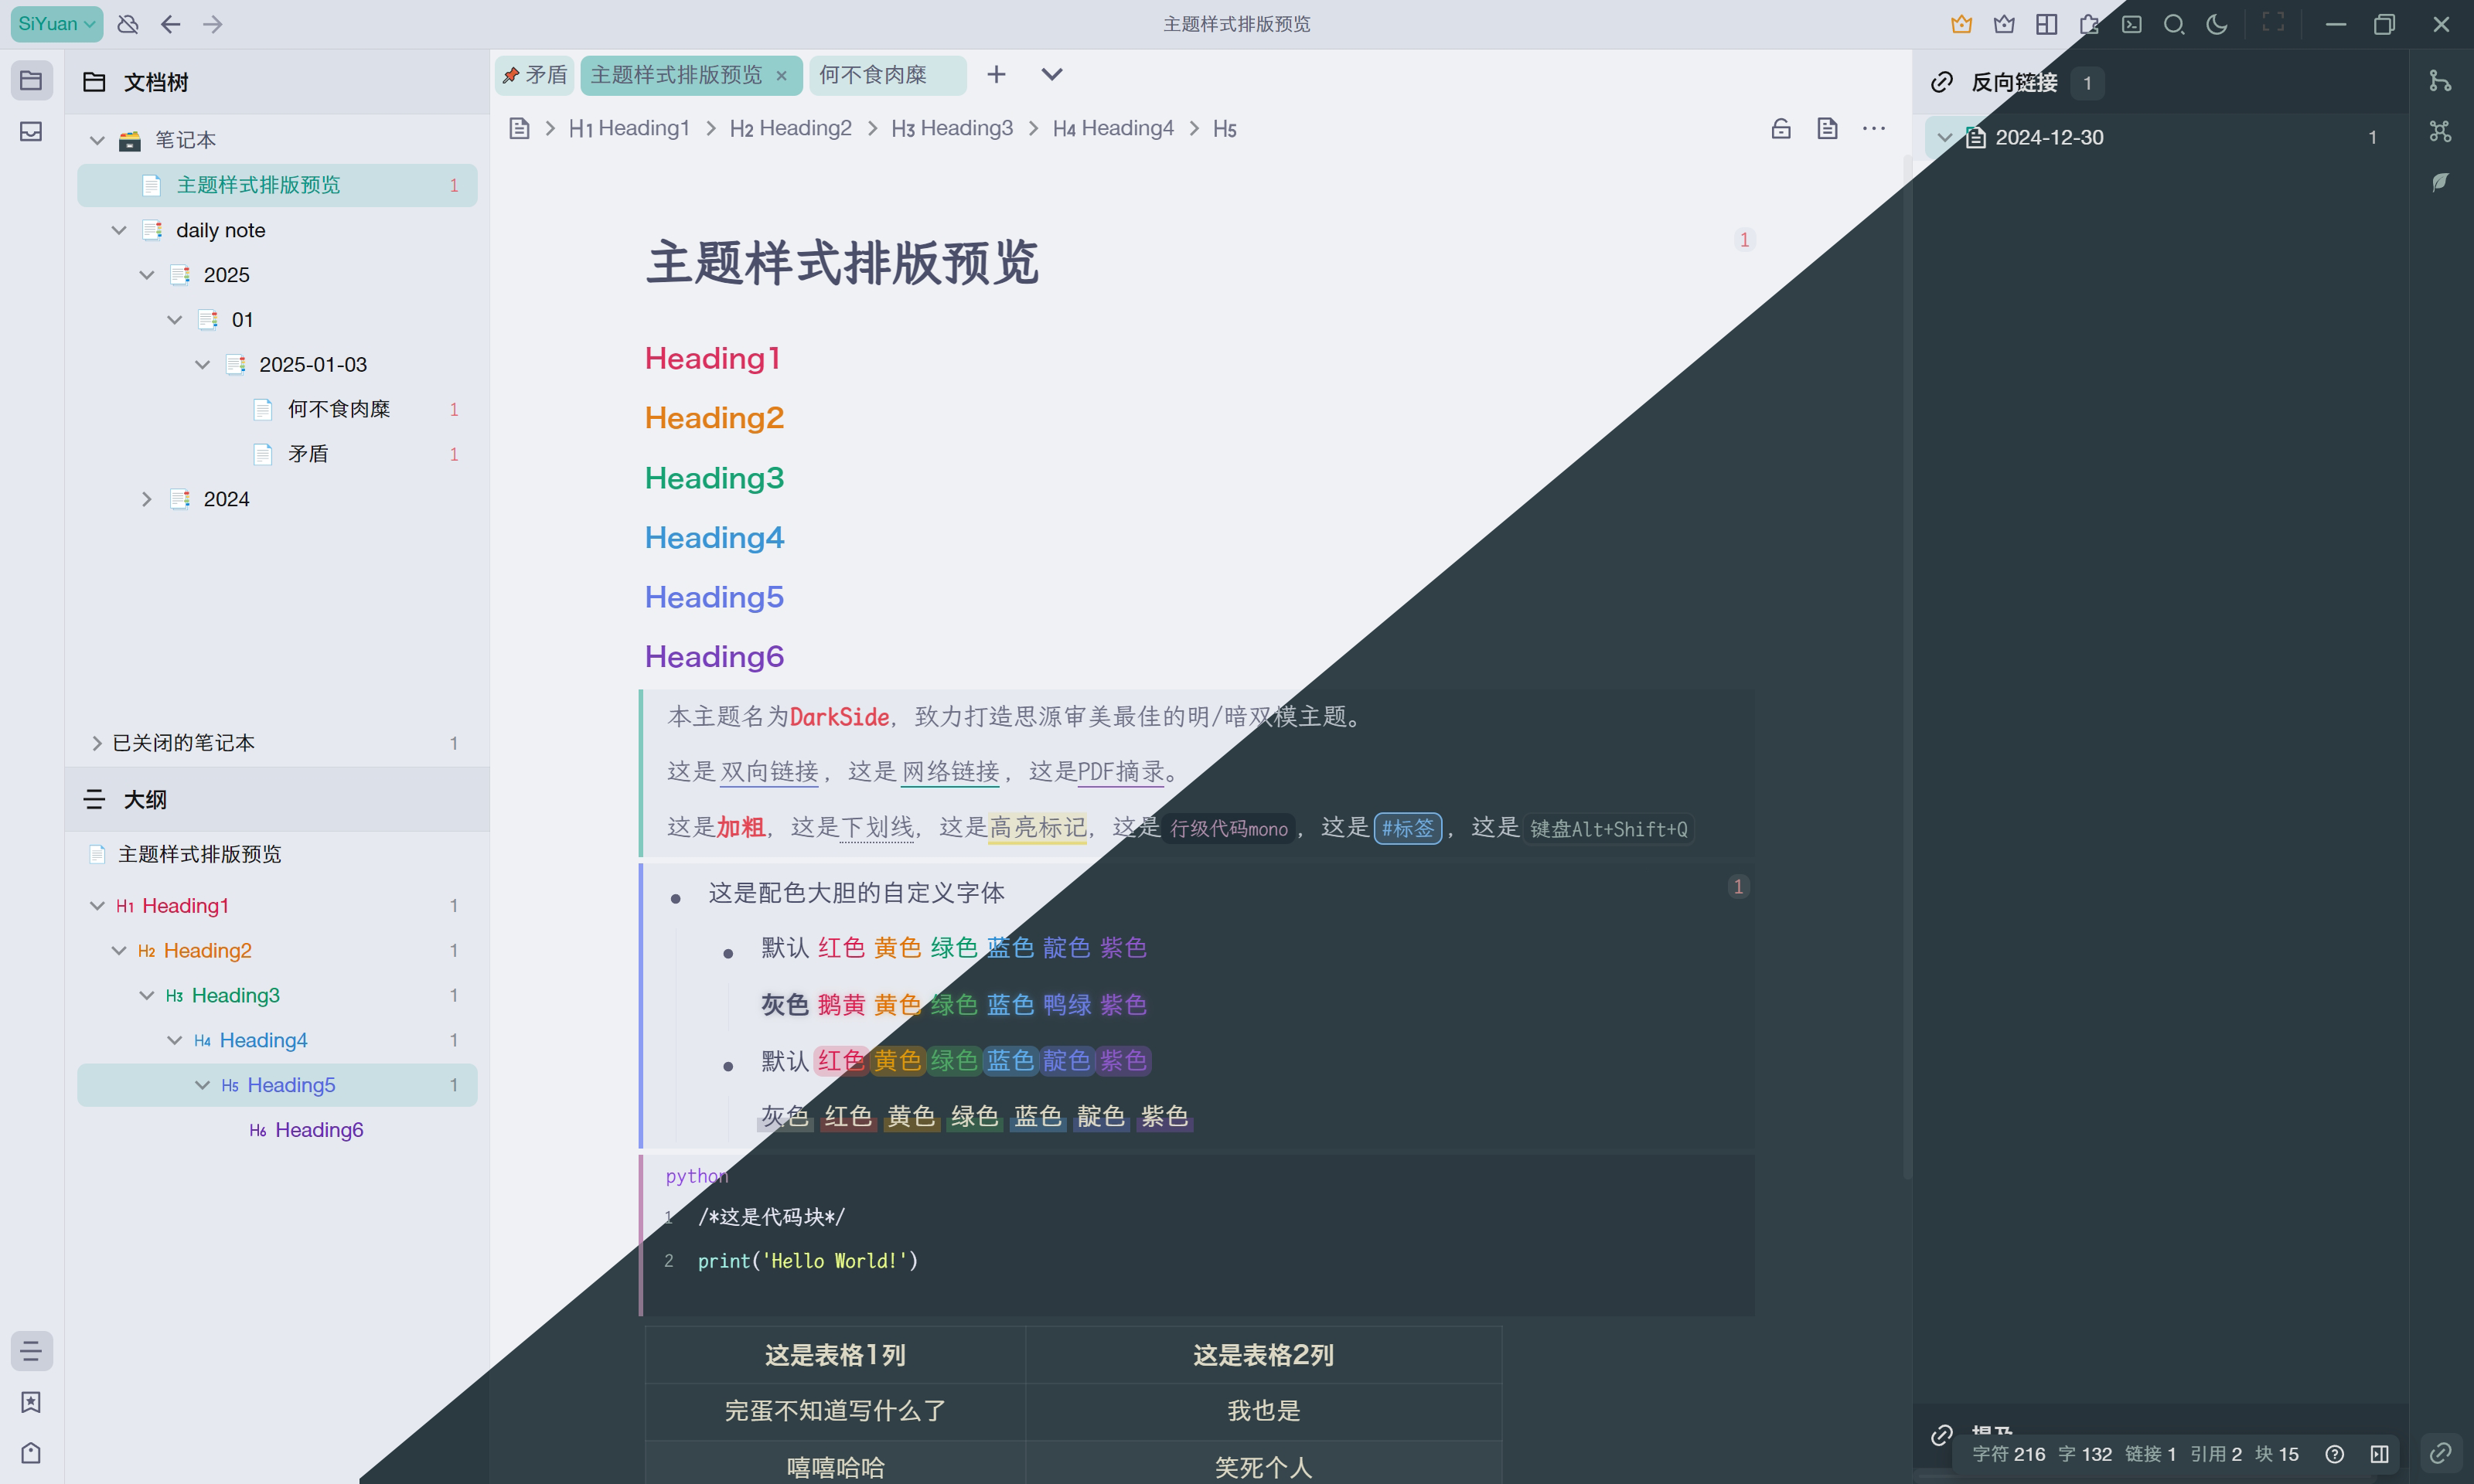 SiYuan
主题样式排版预览
文档树
笔记本
主题样式排版预览 1
daily note
2025
01
2025-01-03
何不食肉糜 1
矛盾 1
2024
已关闭的笔记本 1
大纲
主题样式排版预览
H1 Heading1 1
H2 Heading2 1
H3 Heading3 1
H4 Heading4 1
H5 Heading5 1
H6 Heading6
矛盾 主题样式排版预览 何不食肉糜
H1 Heading1 H2 Heading2 H3 Heading3 H4 Heading4 H5
主题样式排版预览 1
Heading1
Heading2
Heading3
Heading4
Heading5
Heading6
本主题名为DarkSide，致力打造思源审美最佳的明/暗双模主题。
这是双向链接，这是网络链接，这是PDF摘录。
这是加粗，这是下划线，这是高亮标记，这是行级代码mono，这是#标签，这是键盘Alt+Shift+Q
这是配色大胆的自定义字体 1
默认 红色 黄色 绿色 蓝色 靛色 紫色
灰色 鹅黄 黄色 绿色 蓝色 鸭绿 紫色
默认 红色 黄色 绿色 蓝色 靛色 紫色
灰色 红色 黄色 绿色 蓝色 靛色 紫色
python
1 /*这是代码块*/
2 print('Hello World!')
这是表格1列 这是表格2列
完蛋不知道写什么了 我也是
嘻嘻哈哈 笑死个人
反向链接 1
2024-12-30 1
字符 216 字 132 链接 1 引用 2 块 15